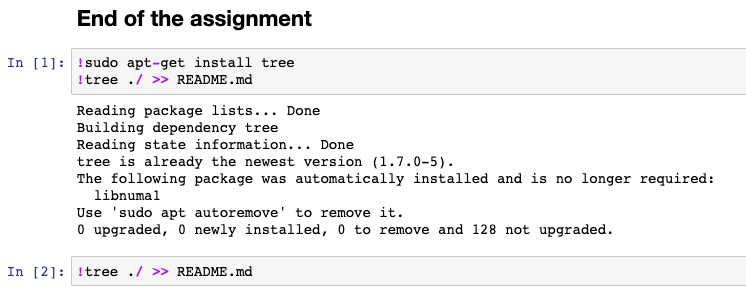 End of the assignment
In [1]: !sudo apt-get install tree
!tree ./ >> README.md
Reading package lists... Done
Building dependency tree
Reading state information... Done
tree is already the newest version (1.7.0-5).
The following package was automatically installed and is no longer required:
  libnuma1
Use 'sudo apt autoremove' to remove it.
0 upgraded, 0 newly installed, 0 to remove and 128 not upgraded.
In [2]: !tree ./ >> README.md